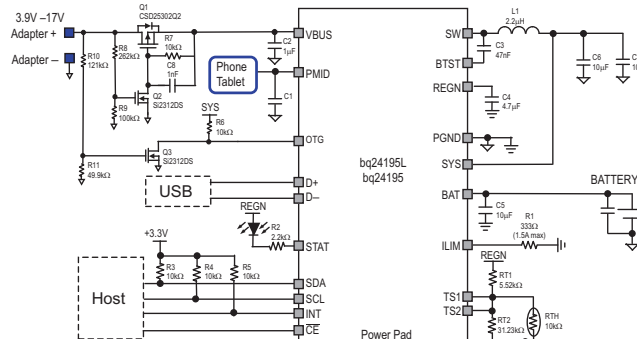 3.9V –17V
Adapter +
Adapter –
Q1
CSD25302Q2
R10
121kΩ
R8
262kΩ
R7
10kΩ
C8
1nF
Q2
Si2312DS
R9
100kΩ
C2
1µF
Phone
Tablet
C1
SYS
R6
10kΩ
Q3
Si2312DS
R11
49.9kΩ
USB
REGN
R2
2.2kΩ
+3.3V
R3
10kΩ
R4
10kΩ
R5
10kΩ
Host
VBUS
PMID
OTG
D+
D–
STAT
SDA
SCL
INT
CE
bq24195L
bq24195
Power Pad
SW
BTST
REGN
PGND
SYS
BAT
ILIM
TS1
TS2
L1
2.2µH
C3
47nF
C4
4.7µF
C6
10µF
C5
10µF
BATTERY
R1
333Ω
(1.5A max)
REGN
RT1
5.52kΩ
RT2
31.23kΩ
RTH
10kΩ